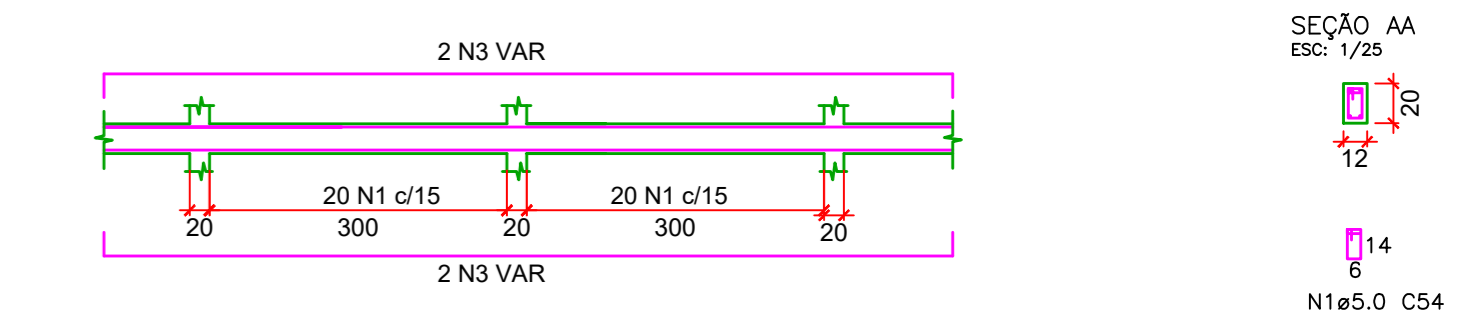 2 N3 VAR
20 N1 c/15
20 N1 c/15
20
300
20
300
20
2 N3 VAR
SEÇÃO AA
ESC: 1/25
20
12
14
6
N1ø5.0 C54